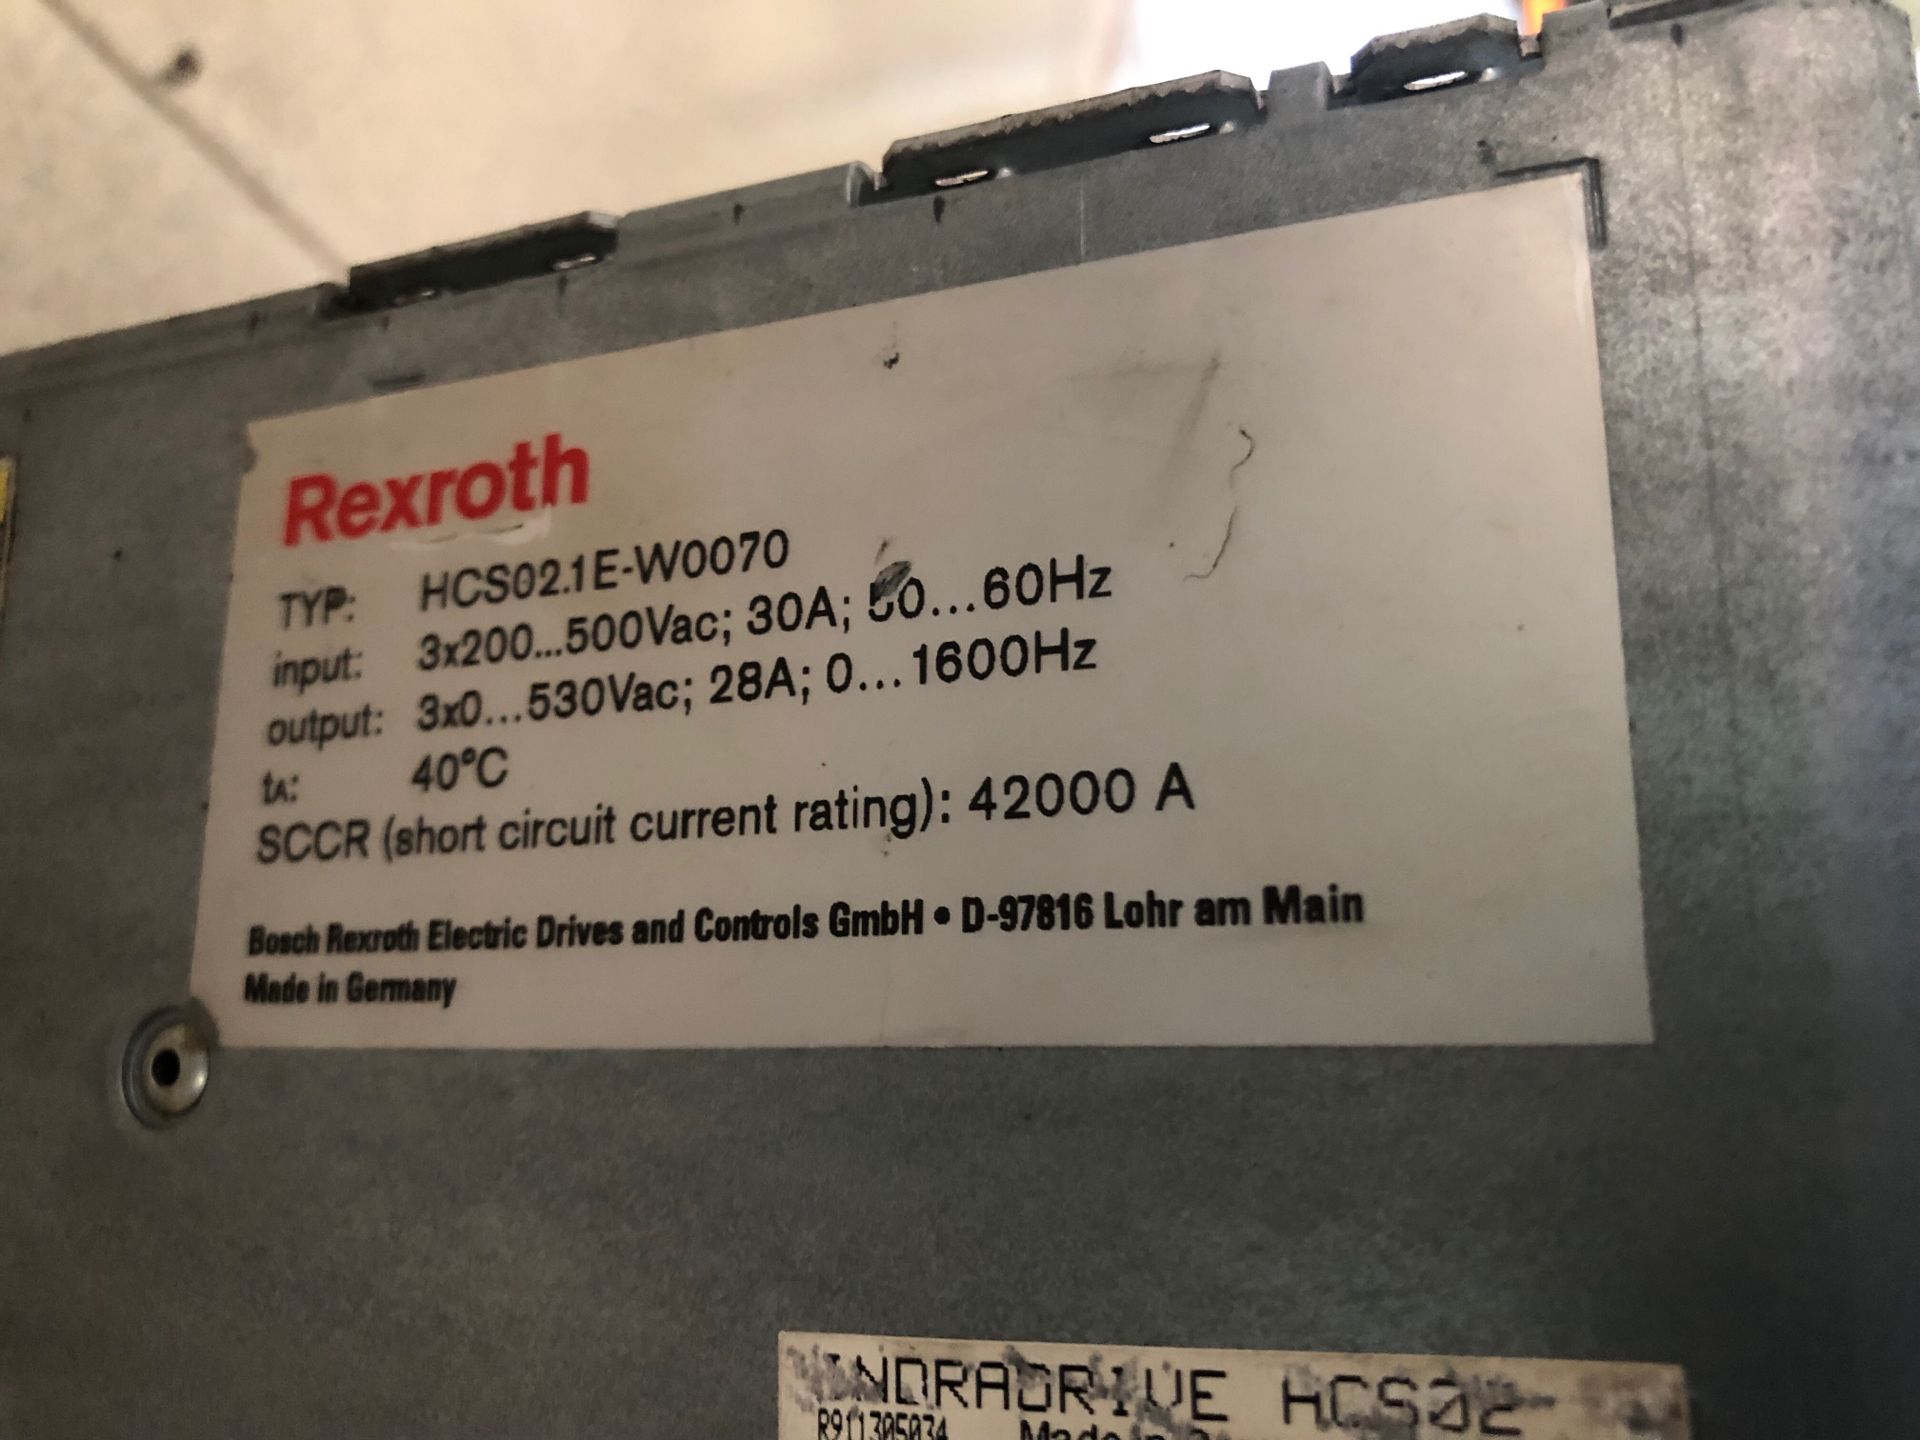 Rexroth
TYP: HCS02.1E-W0070
input: 3x200...500Vac; 30A; 50...60Hz
output: 3x0...530Vac; 28A; 0...1600Hz
tA: 40°C
SCCR (short circuit current rating): 42000 A
Bosch Rexroth Electric Drives and Controls GmbH • D-97816 Lohr am Main
Made in Germany
INDRADRIVE HCS02
R911305034 Made in